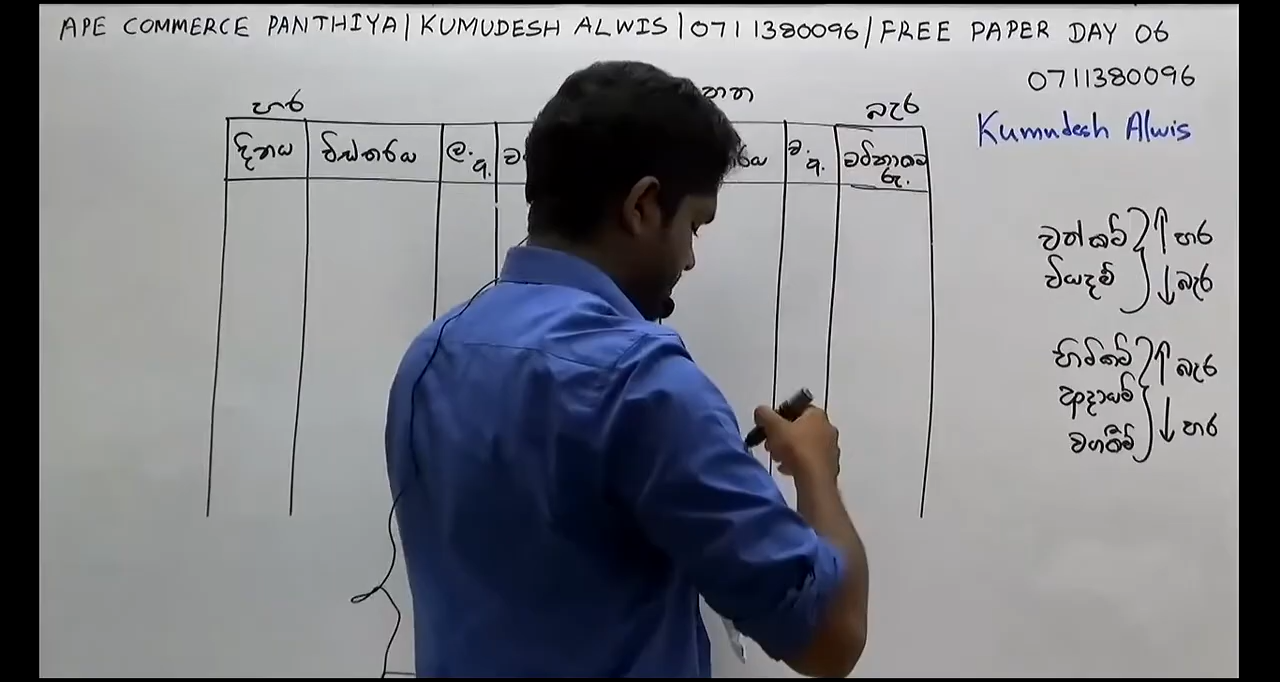 APE COMMERCE PANTHIYA | KUMUDESH ALWIS | 0711380096 / FREE PAPER DAY 06
0711380096
Kumudesh Alwis
හර බැර
දිනය විස්තරය ලෙ. පි. ලෙ. පි. වටිනාකම රු.
වත්කම් ↑ හර
වියදම් ↓ බැර
හිමිකම් ↑ බැර
ආදායම්
වගකීම් ↓ හර